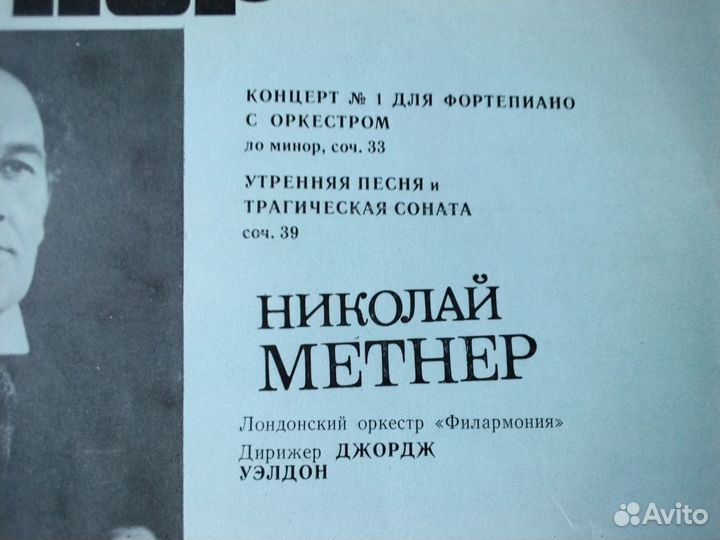 КОНЦЕРТ № 1 ДЛЯ ФОРТЕПИАНО
С ОРКЕСТРОМ
до минор, соч. 33
УТРЕННЯЯ ПЕСНЯ и
ТРАГИЧЕСКАЯ СОНАТА
соч. 39
НИКОЛАЙ
МЕТНЕР
Лондонский оркестр «Филармония»
Дирижер ДЖОРДЖ
УЭЛДОН
Avito